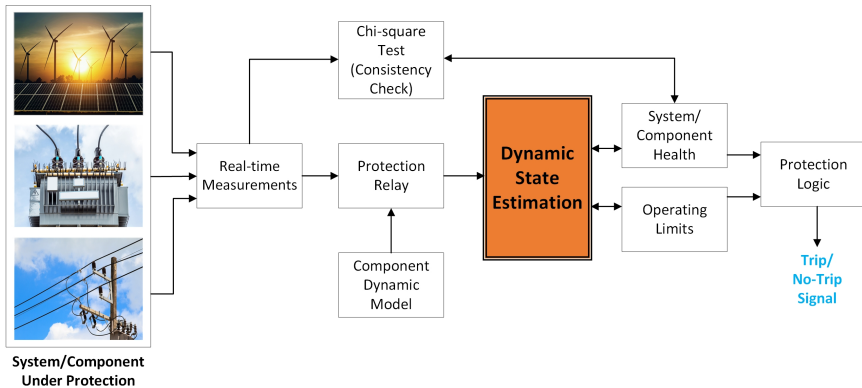 Chi-square
Test
(Consistency
Check)
Real-time
Measurements
Protection
Relay
Component
Dynamic
Model
Dynamic
State
Estimation
System/
Component
Health
Operating
Limits
Protection
Logic
Trip/
No-Trip
Signal
System/Component
Under Protection